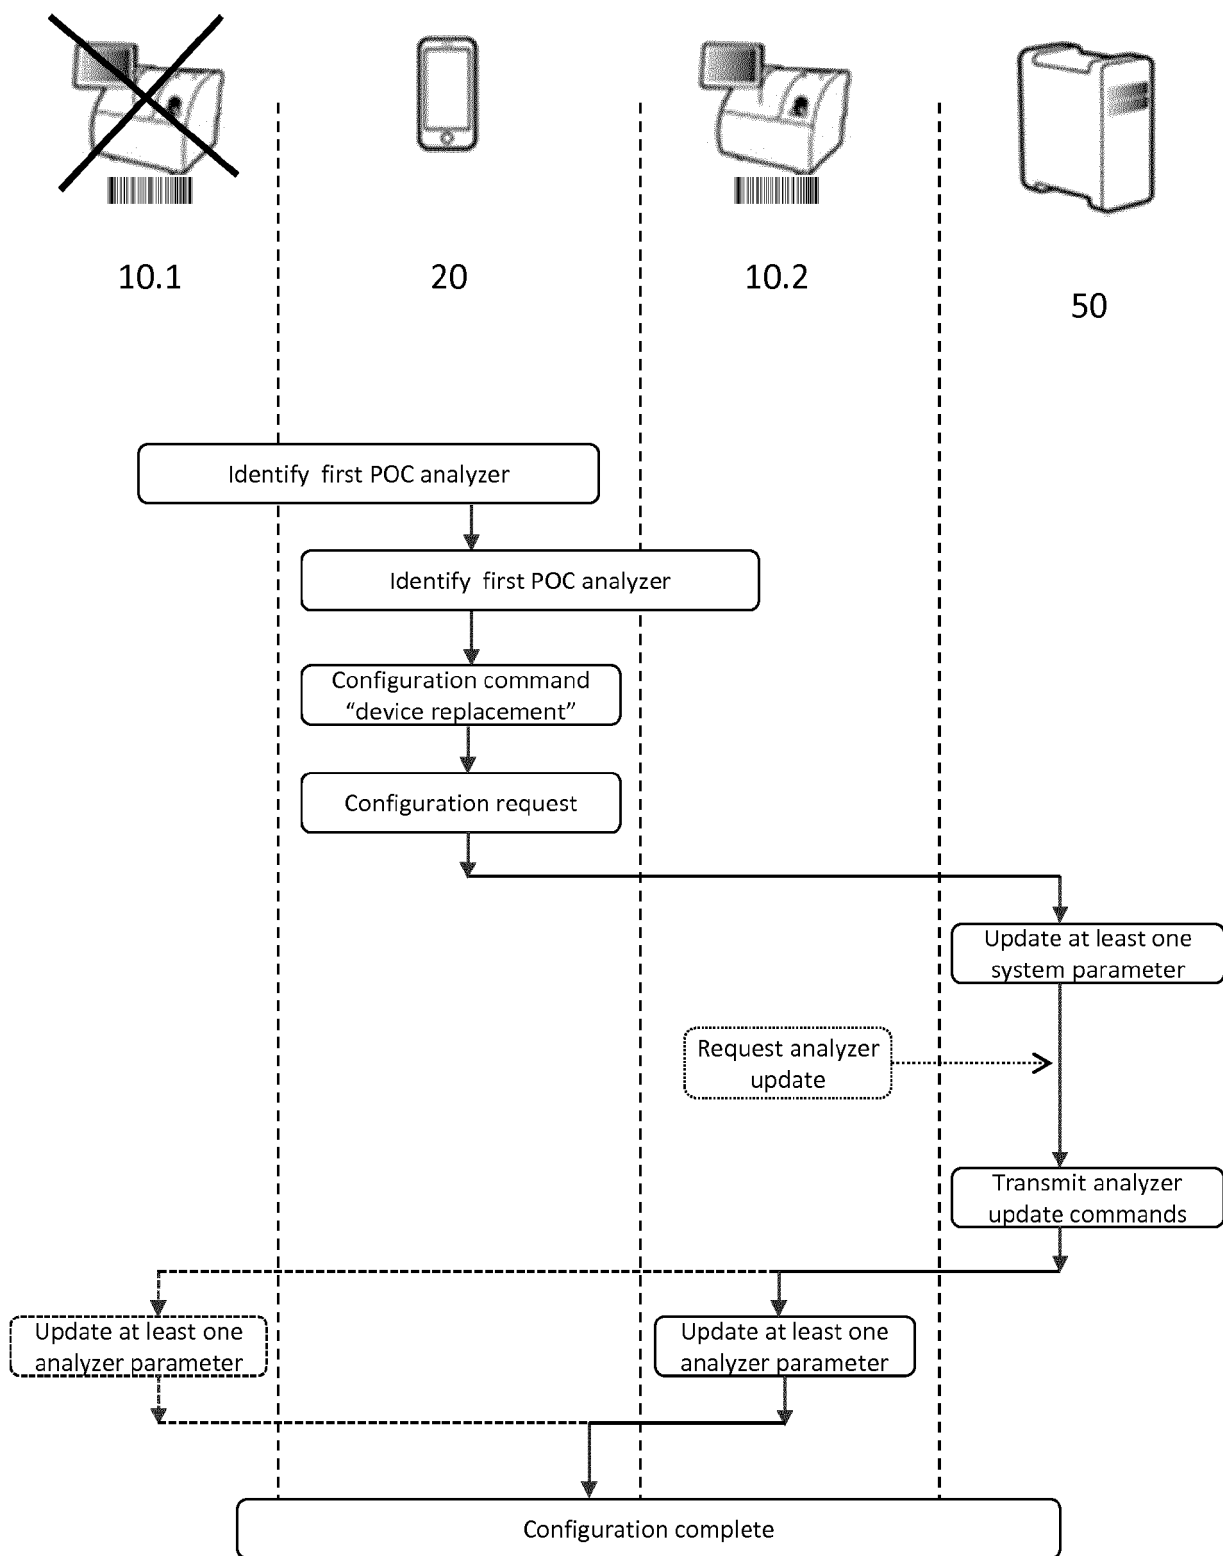 10.1
20
10.2
50
Identify first POC analyzer
Identify first POC analyzer
Configuration command
“device replacement”
Configuration request
Update at least one
system parameter
Request analyzer
update
Transmit analyzer
update commands
Update at least one
analyzer parameter
Update at least one
analyzer parameter
Configuration complete